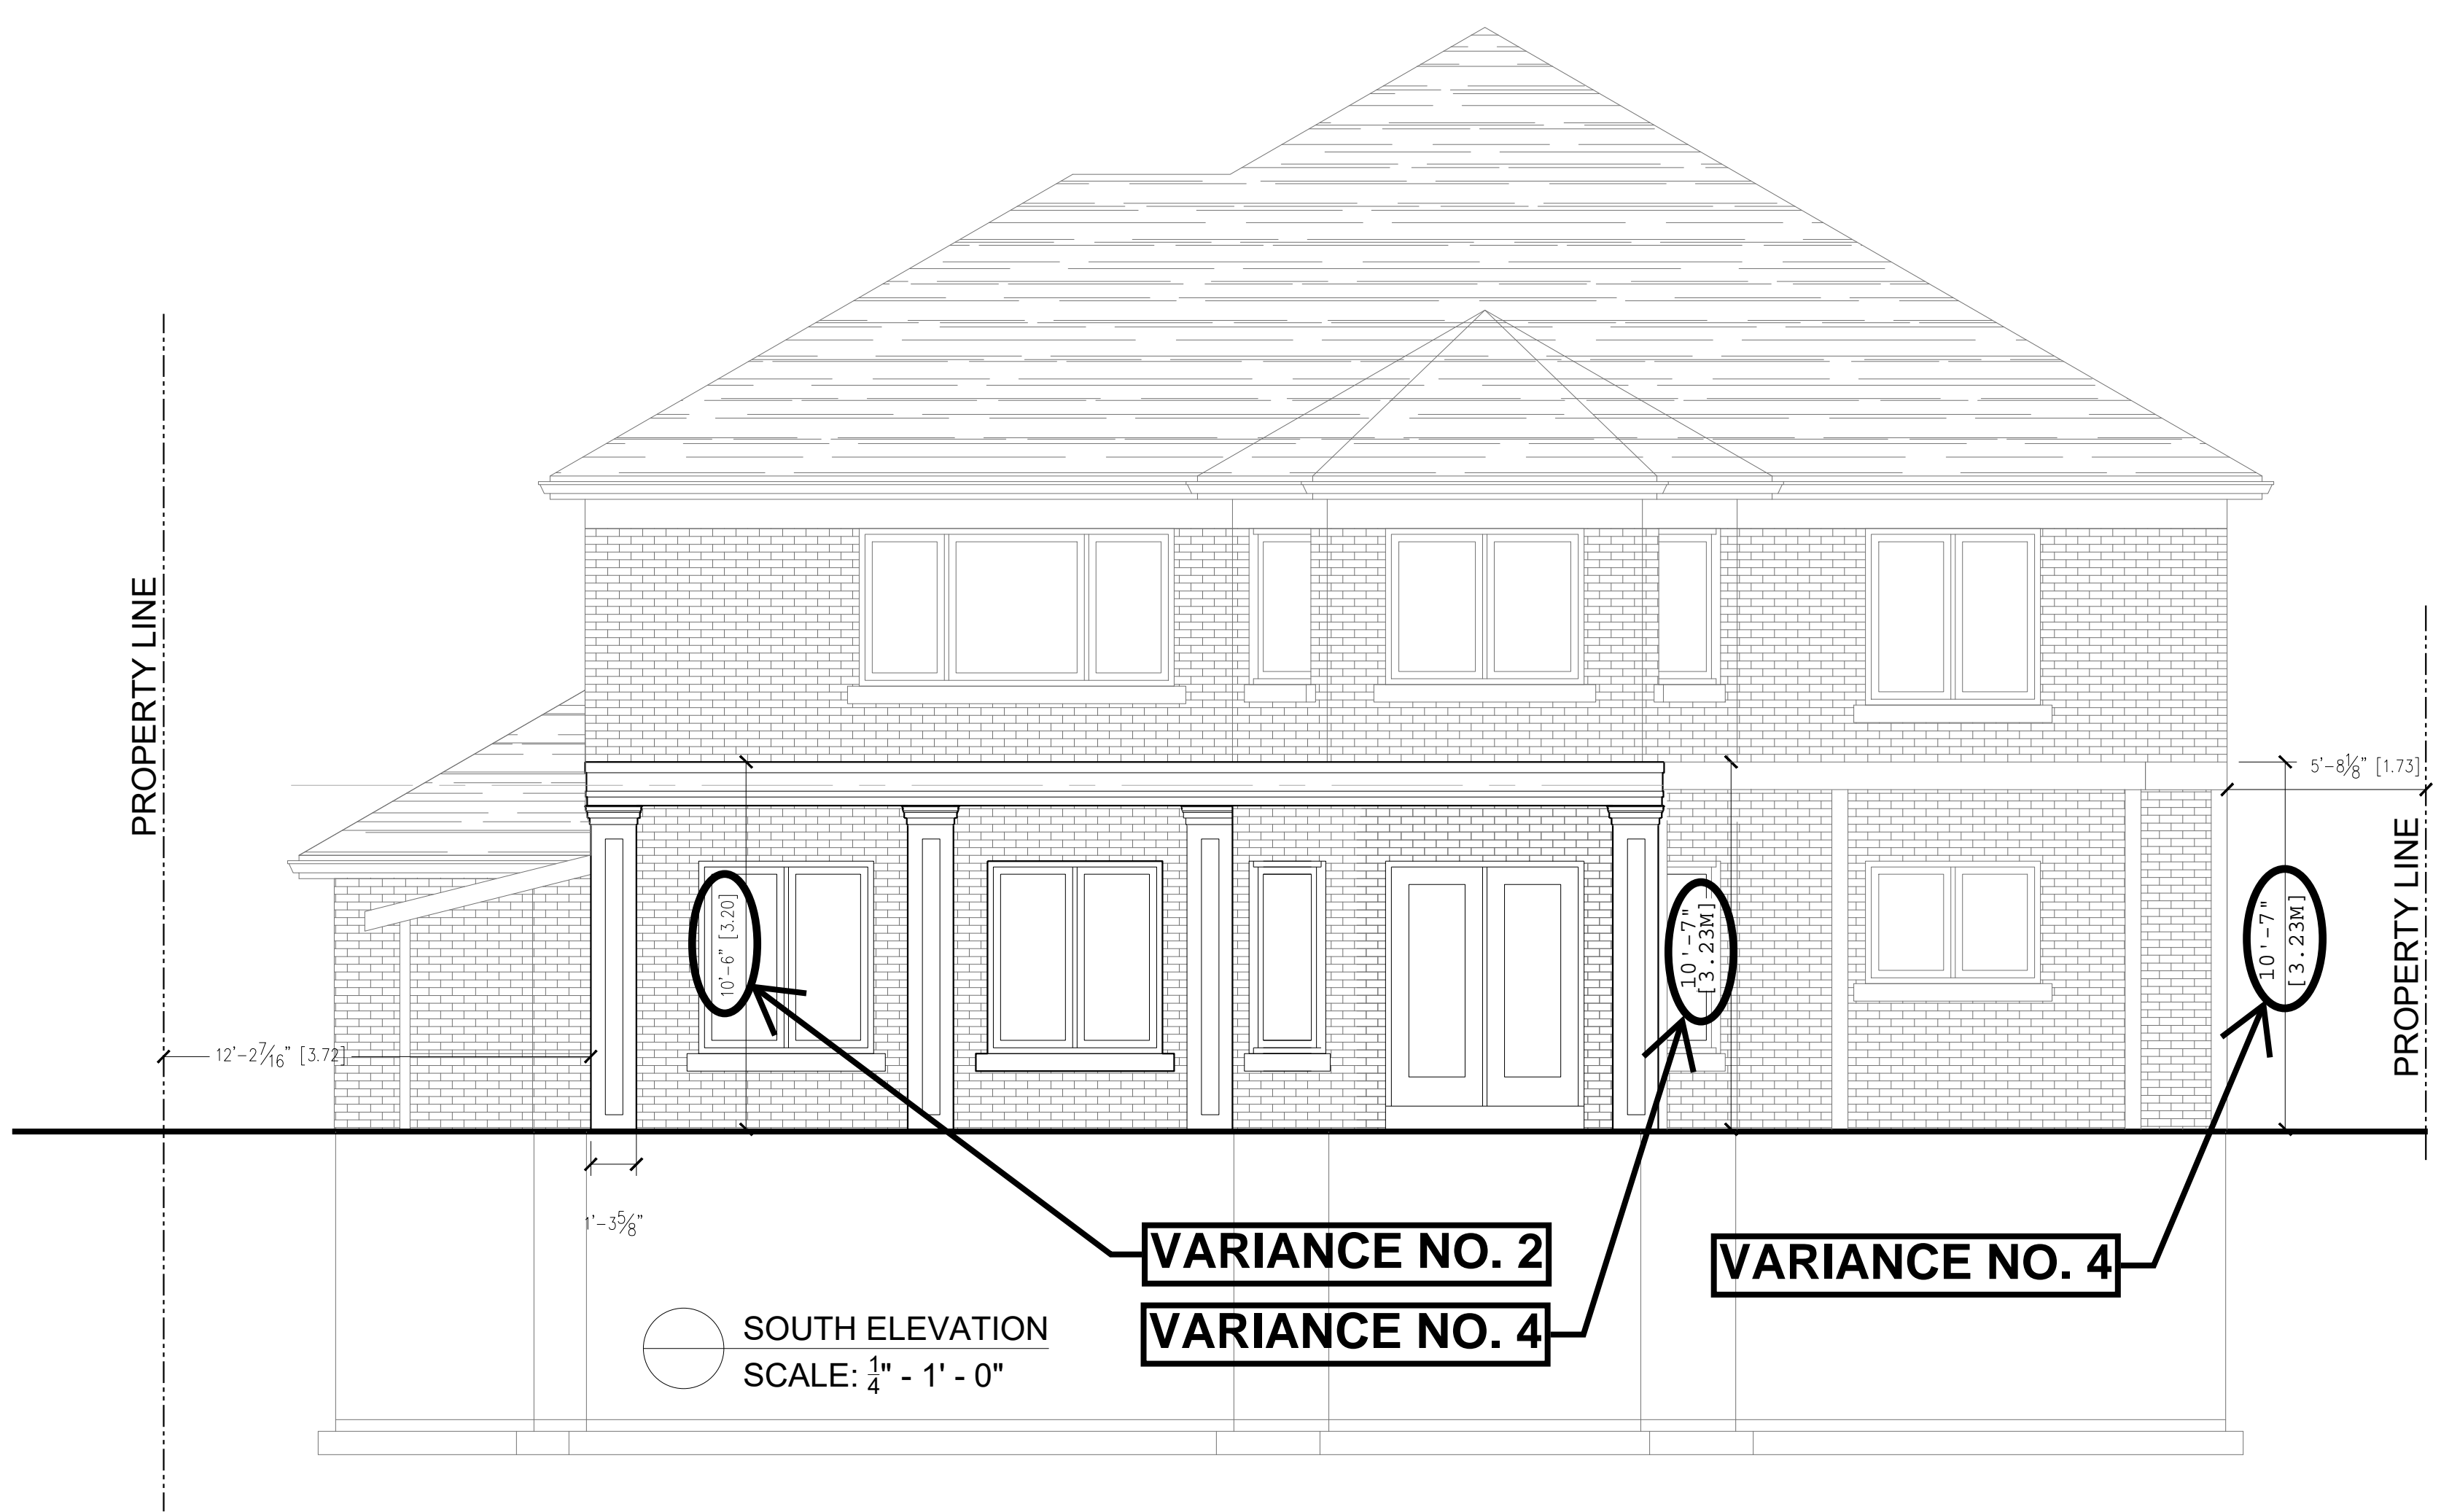 PROPERTY LINE
5'-8⅛" [1.73]
PROPERTY LINE
10'-6" [3.20]
10'-7"
[3.23M]
10'-7"
[3.23M]
12'-2⁷⁄₁₆" [3.72]
1'-3⅝"
VARIANCE NO. 2
VARIANCE NO. 4
VARIANCE NO. 4
SOUTH ELEVATION
SCALE: ¼" - 1' - 0"